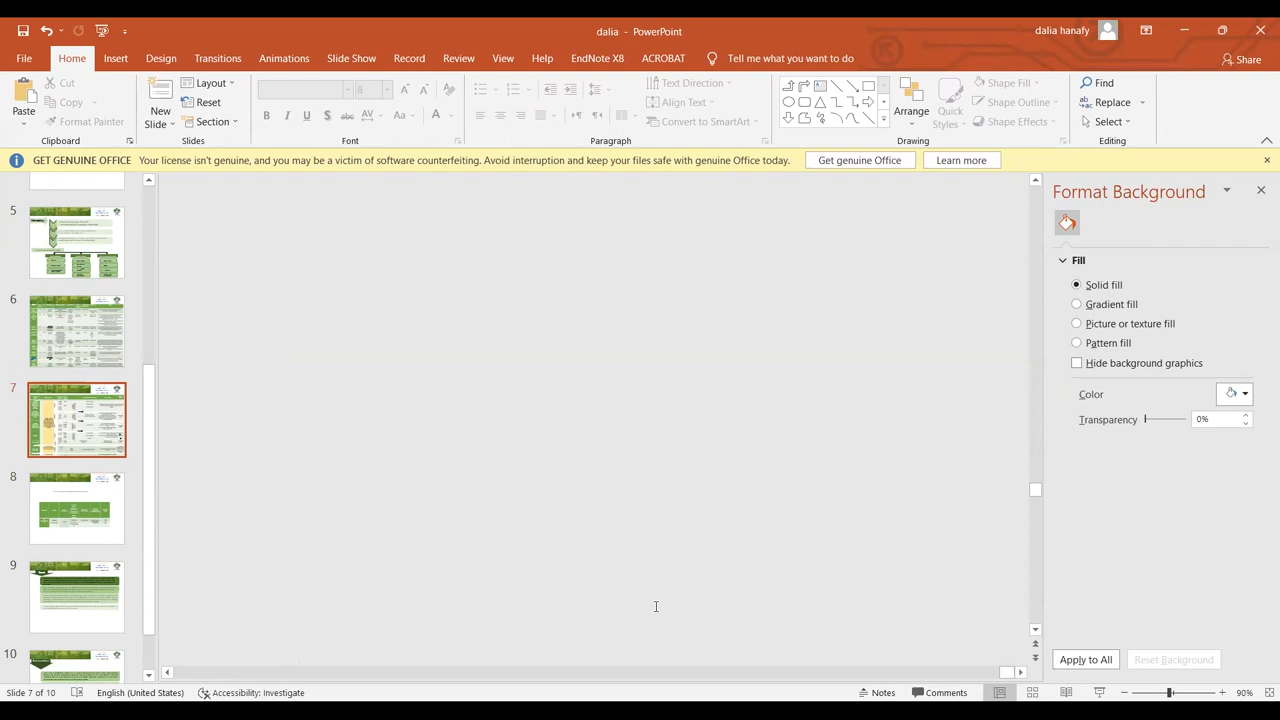 dalia - PowerPoint
dalia hanafy
File Home Insert Design Transitions Animations Slide Show Record Review View Help EndNote X8 ACROBAT Tell me what you want to do Share
Paste
Cut
Copy
Format Painter
Clipboard
New Slide
Layout
Reset
Section
Slides
8
B I U S abc AV Aa A
Font
Text Direction
Align Text
Convert to SmartArt
Paragraph
Arrange
Quick Styles
Shape Fill
Shape Outline
Shape Effects
Drawing
Find
Replace
Select
Editing
GET GENUINE OFFICE Your license isn't genuine, and you may be a victim of software counterfeiting. Avoid interruption and keep your files safe with genuine Office today. Get genuine Office Learn more
5
6
7
8
9
10
Format Background
Fill
Solid fill
Gradient fill
Picture or texture fill
Pattern fill
Hide background graphics
Color
Transparency 0%
Apply to All Reset Background
Slide 7 of 10 English (United States) Accessibility: Investigate Notes Comments 90%